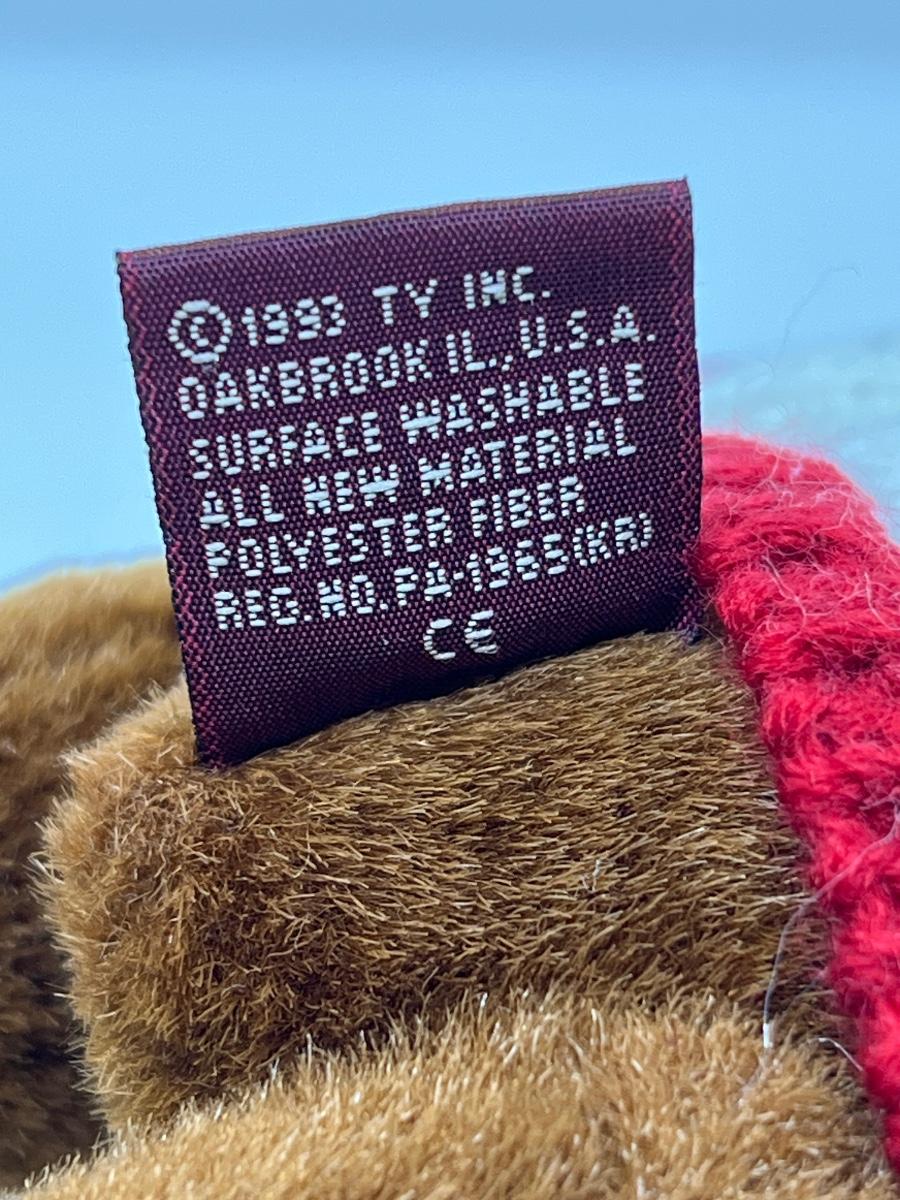 ©1993 TY INC.
OAKBROOK IL., U.S.A.
SURFACE WASHABLE
ALL NEW MATERIAL
POLYESTER FIBER
REG.NO.PA-1965(KR)
CE